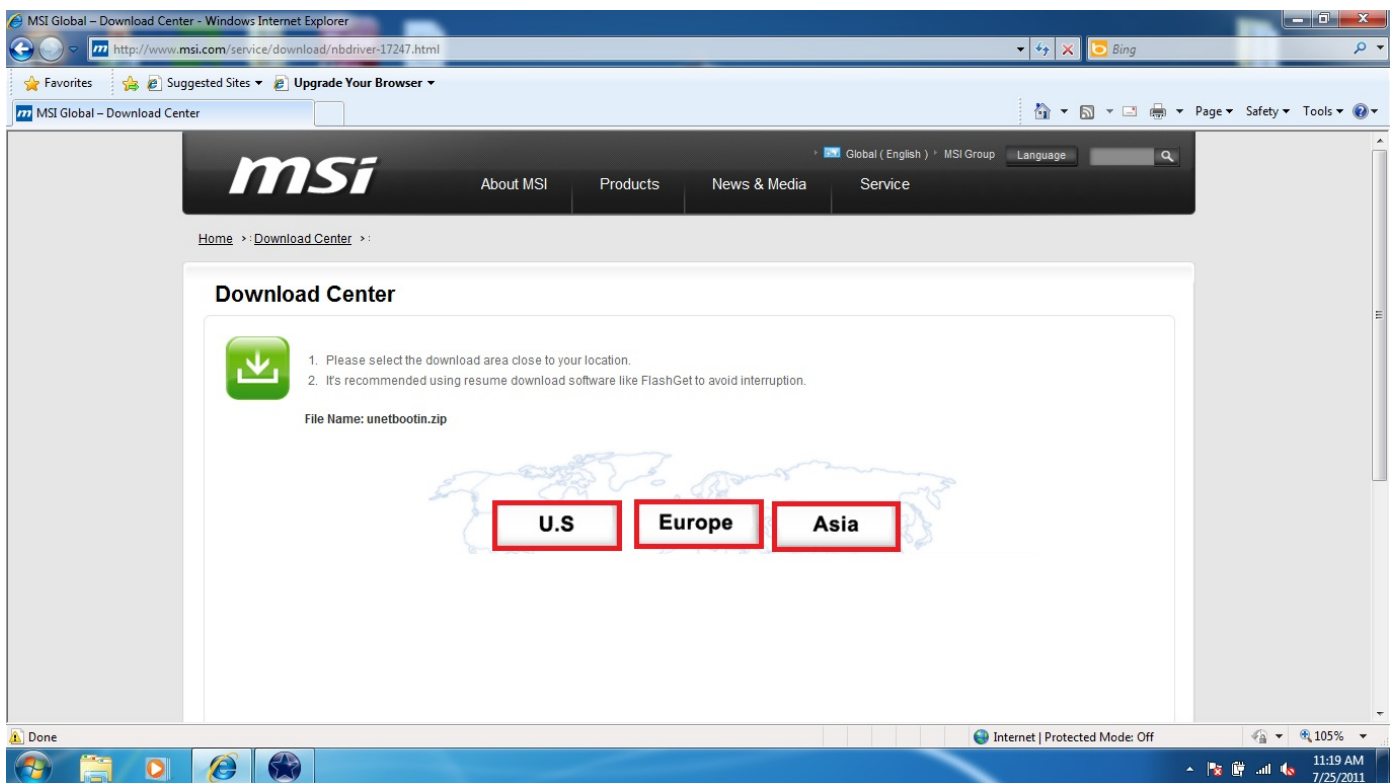 MSI Global – Download Center - Windows Internet Explorer
http://www.msi.com/service/download/nbdriver-17247.html
Bing
Favorites Suggested Sites Upgrade Your Browser
MSI Global – Download Center
Page Safety Tools
msi
Global ( English ) MSI Group Language
About MSI Products News & Media Service
Home > : Download Center > :
Download Center
1. Please select the download area close to your location.
2. It's recommended using resume download software like FlashGet to avoid interruption.
File Name: unetbootin.zip
U.S Europe Asia
Done
Internet | Protected Mode: Off
105%
11:19 AM
7/25/2011